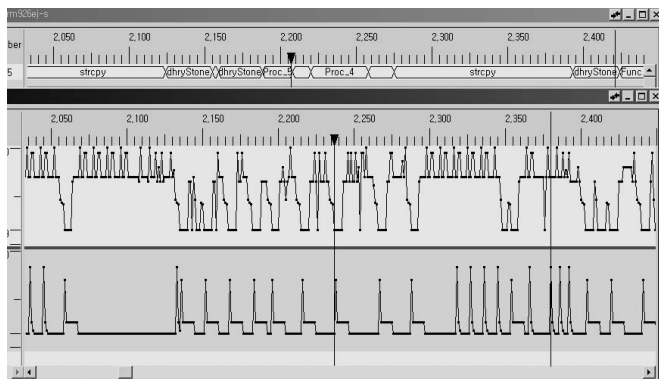 rm926ej-s
2,050 2,100 2,150 2,200 2,250 2,300 2,350 2,400
ber
5 strcpy dhryStone dhryStone Proc_5 Proc_4 strcpy dhryStone Func_
2,050 2,100 2,150 2,200 2,250 2,300 2,350 2,400